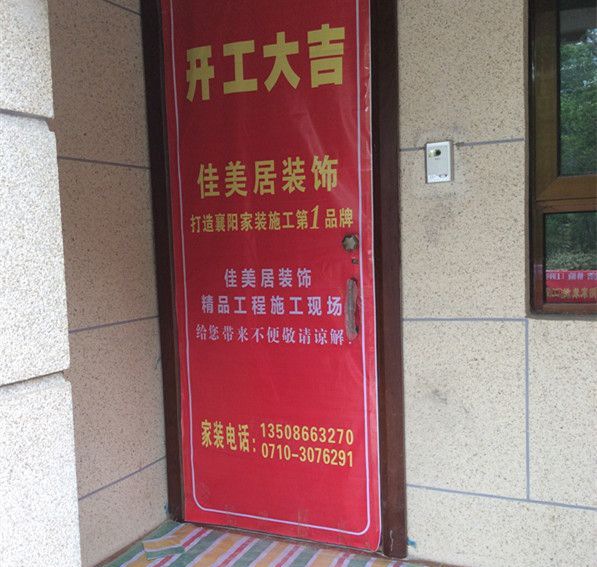 开工大吉
佳美居装饰
打造襄阳家装施工第1品牌
佳美居装饰
精品工程施工现场
给您带来不便敬请谅解!
家装电话:
13508663270
0710-3076291